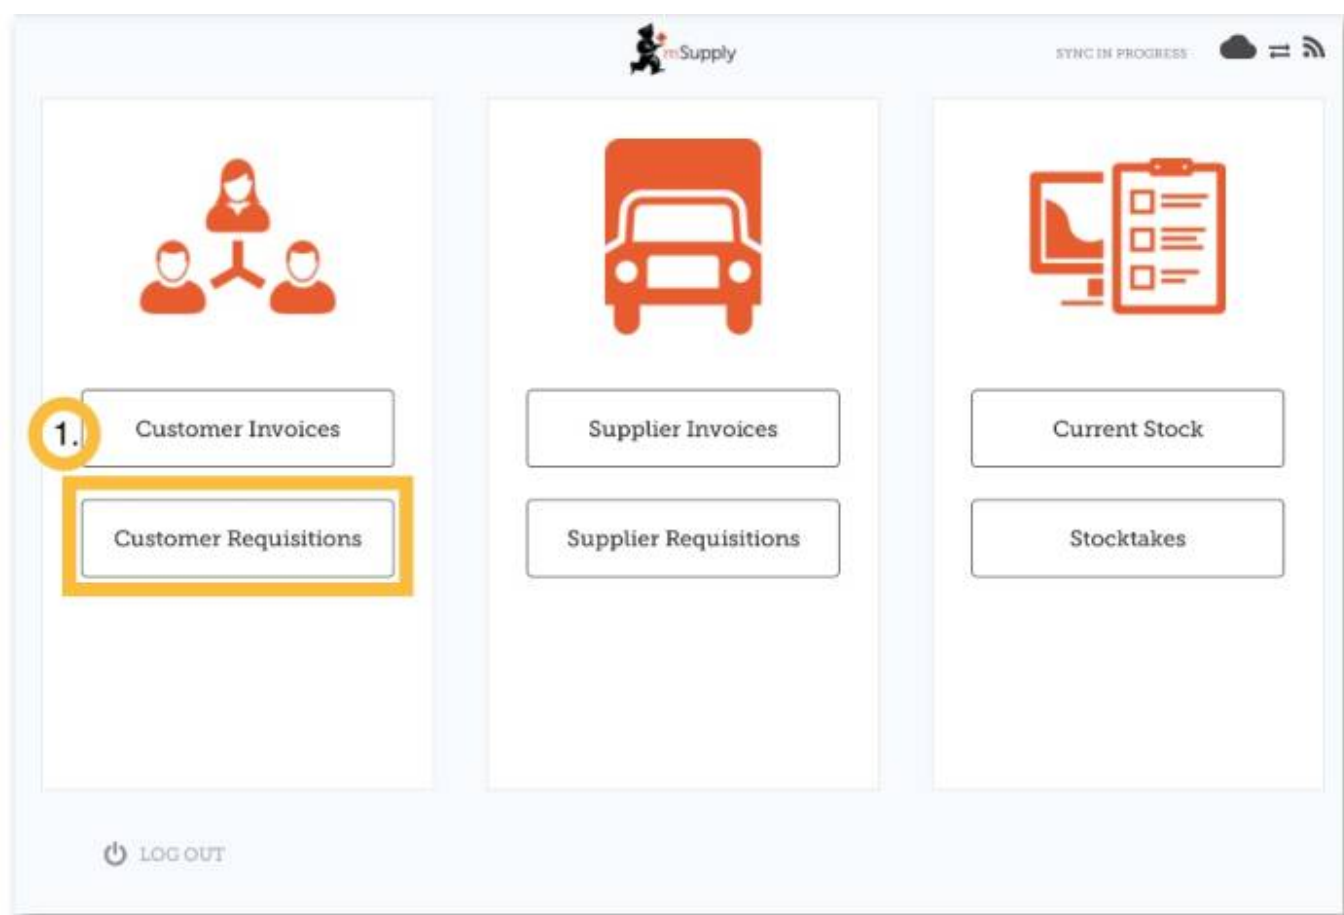 mSupply
SYNC IN PROGRESS
1.
Customer Invoices
Customer Requisitions
Supplier Invoices
Supplier Requisitions
Current Stock
Stocktakes
LOG OUT